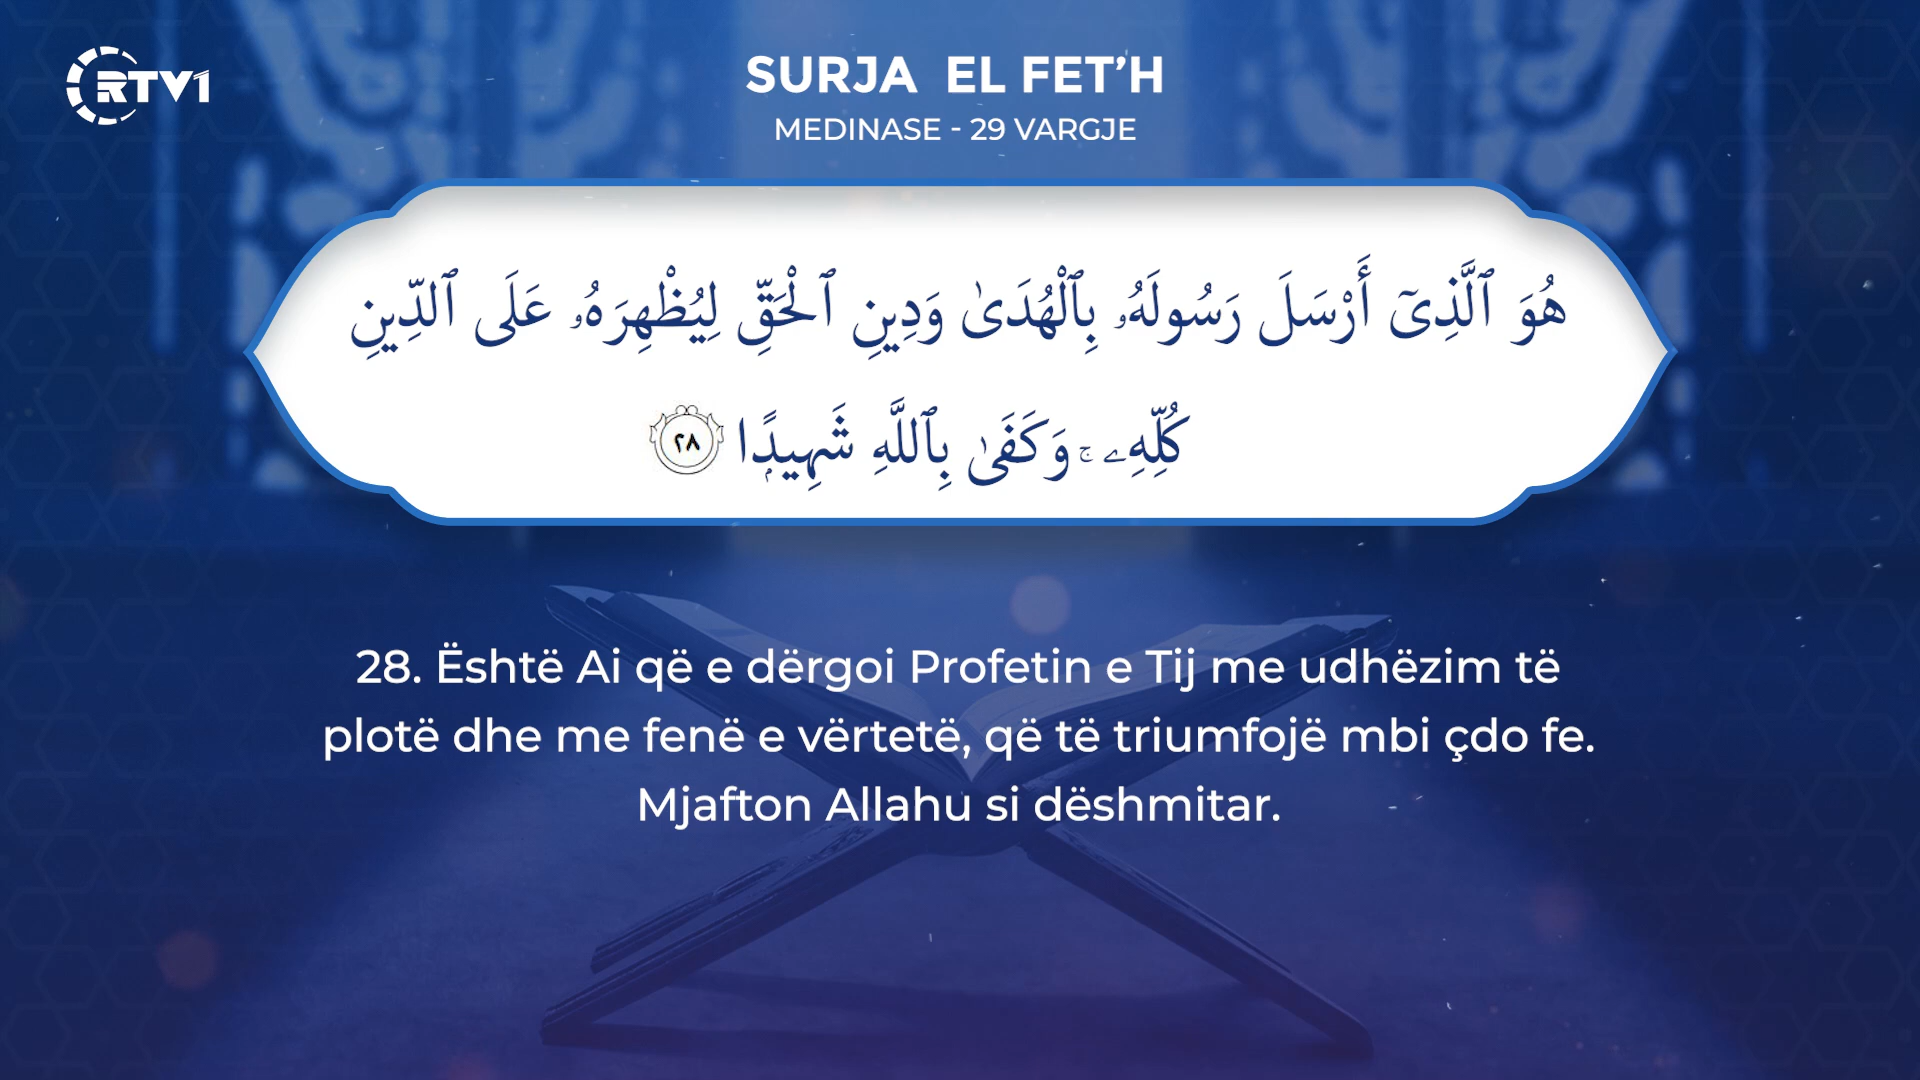 RTV1
SURJA EL FET’H
MEDINASE - 29 VARGJE
هُوَ ٱلَّذِىٓ أَرْسَلَ رَسُولَهُۥ بِٱلْهُدَىٰ وَدِينِ ٱلْحَقِّ لِيُظْهِرَهُۥ عَلَى ٱلدِّينِ
كُلِّهِۦ ۚ وَكَفَىٰ بِٱللَّهِ شَهِيدًۭا ٢٨
28. Është Ai që e dërgoi Profetin e Tij me udhëzim të
plotë dhe me fenë e vërtetë, që të triumfojë mbi çdo fe.
Mjafton Allahu si dëshmitar.